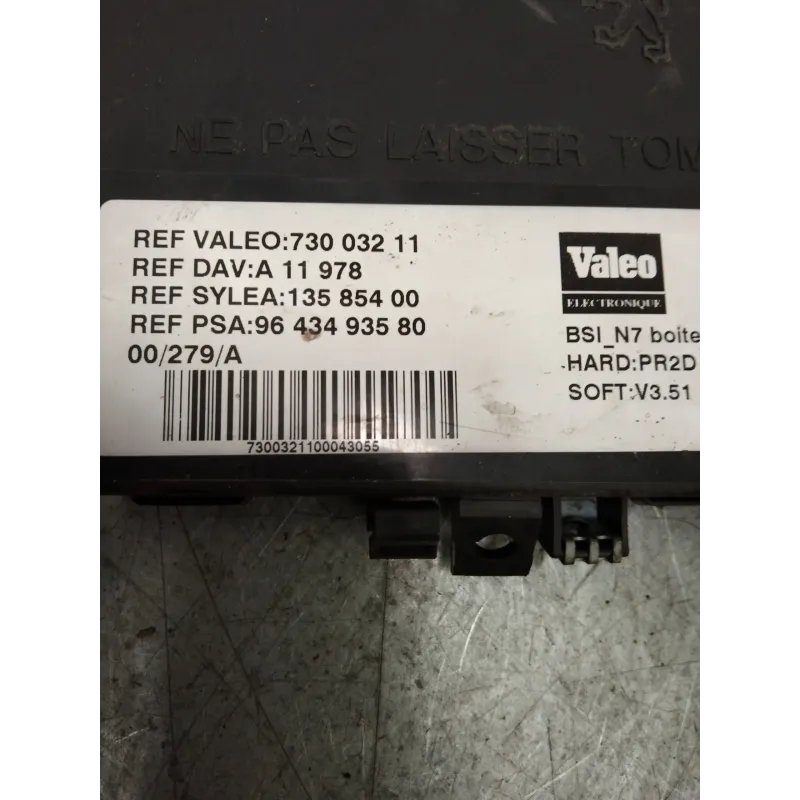 NE PAS LAISSER TOM
REF VALEO:730 032 11
REF DAV:A 11 978
REF SYLEA:135 854 00
REF PSA:96 434 935 80
00/279/A
7300321100043055
Valeo
ELECTRONIQUE
BSI_N7 boite
HARD:PR2D
SOFT:V3.51